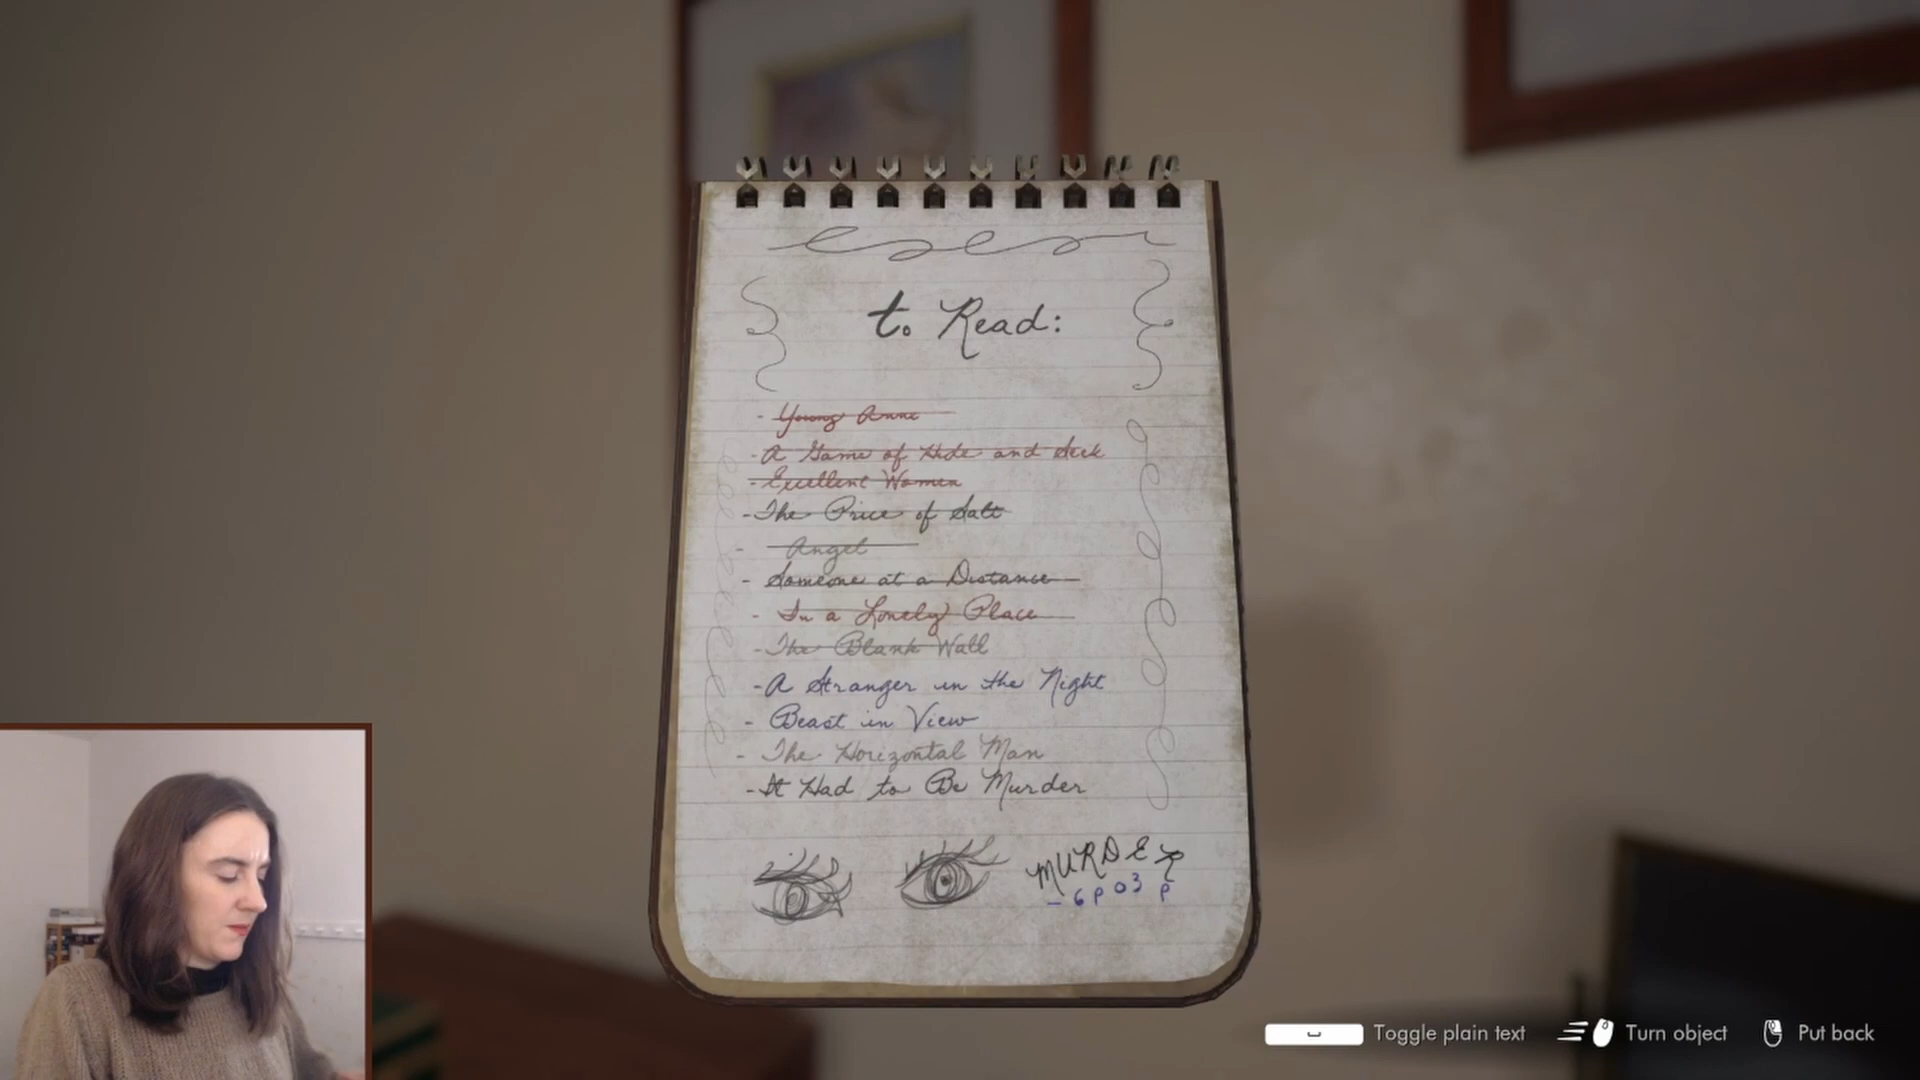 to Read:
- Young Anne
- A Game of Hide and Seek
- Excellent Women
- The Price of Salt
- Angel
- Someone at a Distance
- In a Lonely Place
- The Blank Wall
- A Stranger in the Night
- Beast in View
- The Horizontal Man
- It Had to Be Murder
MURDER
- 6 P 03 P
Toggle plain text
Turn object
Put back